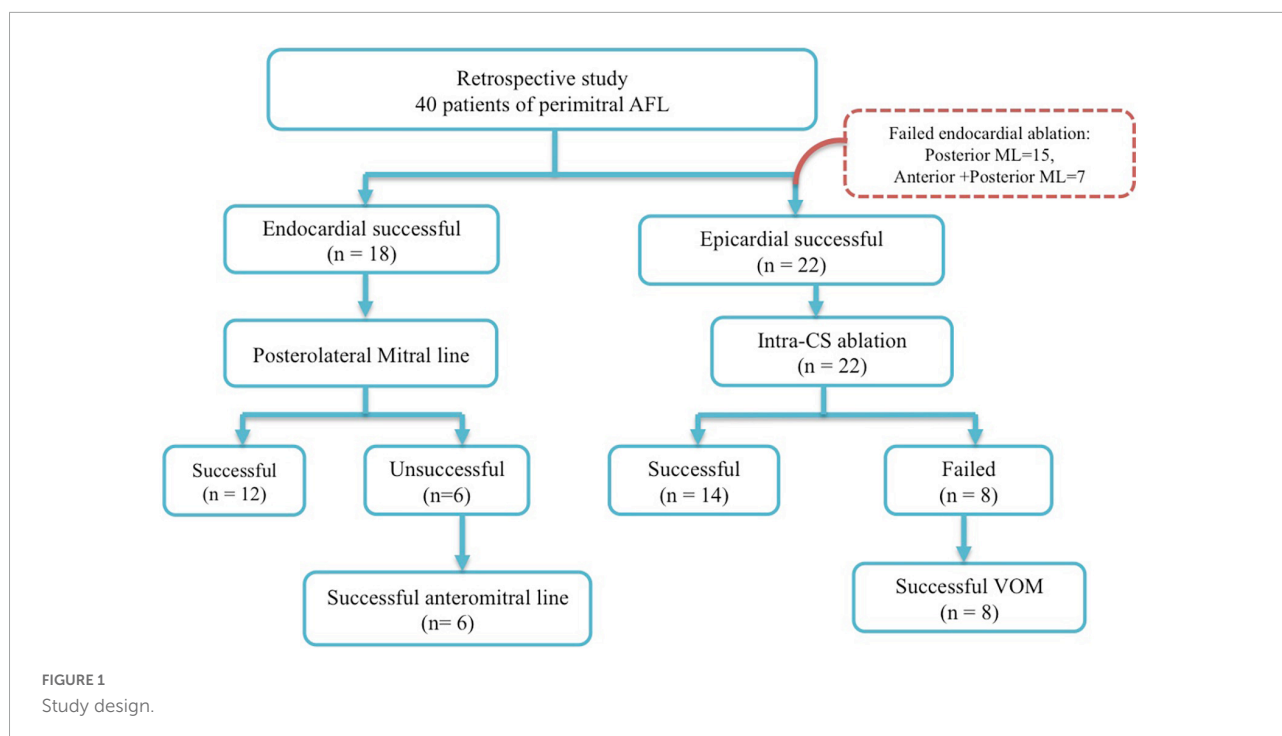 Retrospective study
40 patients of perimitral AFL
Failed endocardial ablation:
Posterior ML=15,
Anterior +Posterior ML=7
Endocardial successful
(n = 18)
Epicardial successful
(n = 22)
Posterolateral Mitral line
Intra-CS ablation
(n = 22)
Successful
(n = 12)
Unsuccessful
(n=6)
Successful
(n = 14)
Failed
(n = 8)
Successful anteromitral line
(n= 6)
Successful VOM
(n = 8)
FIGURE 1
Study design.